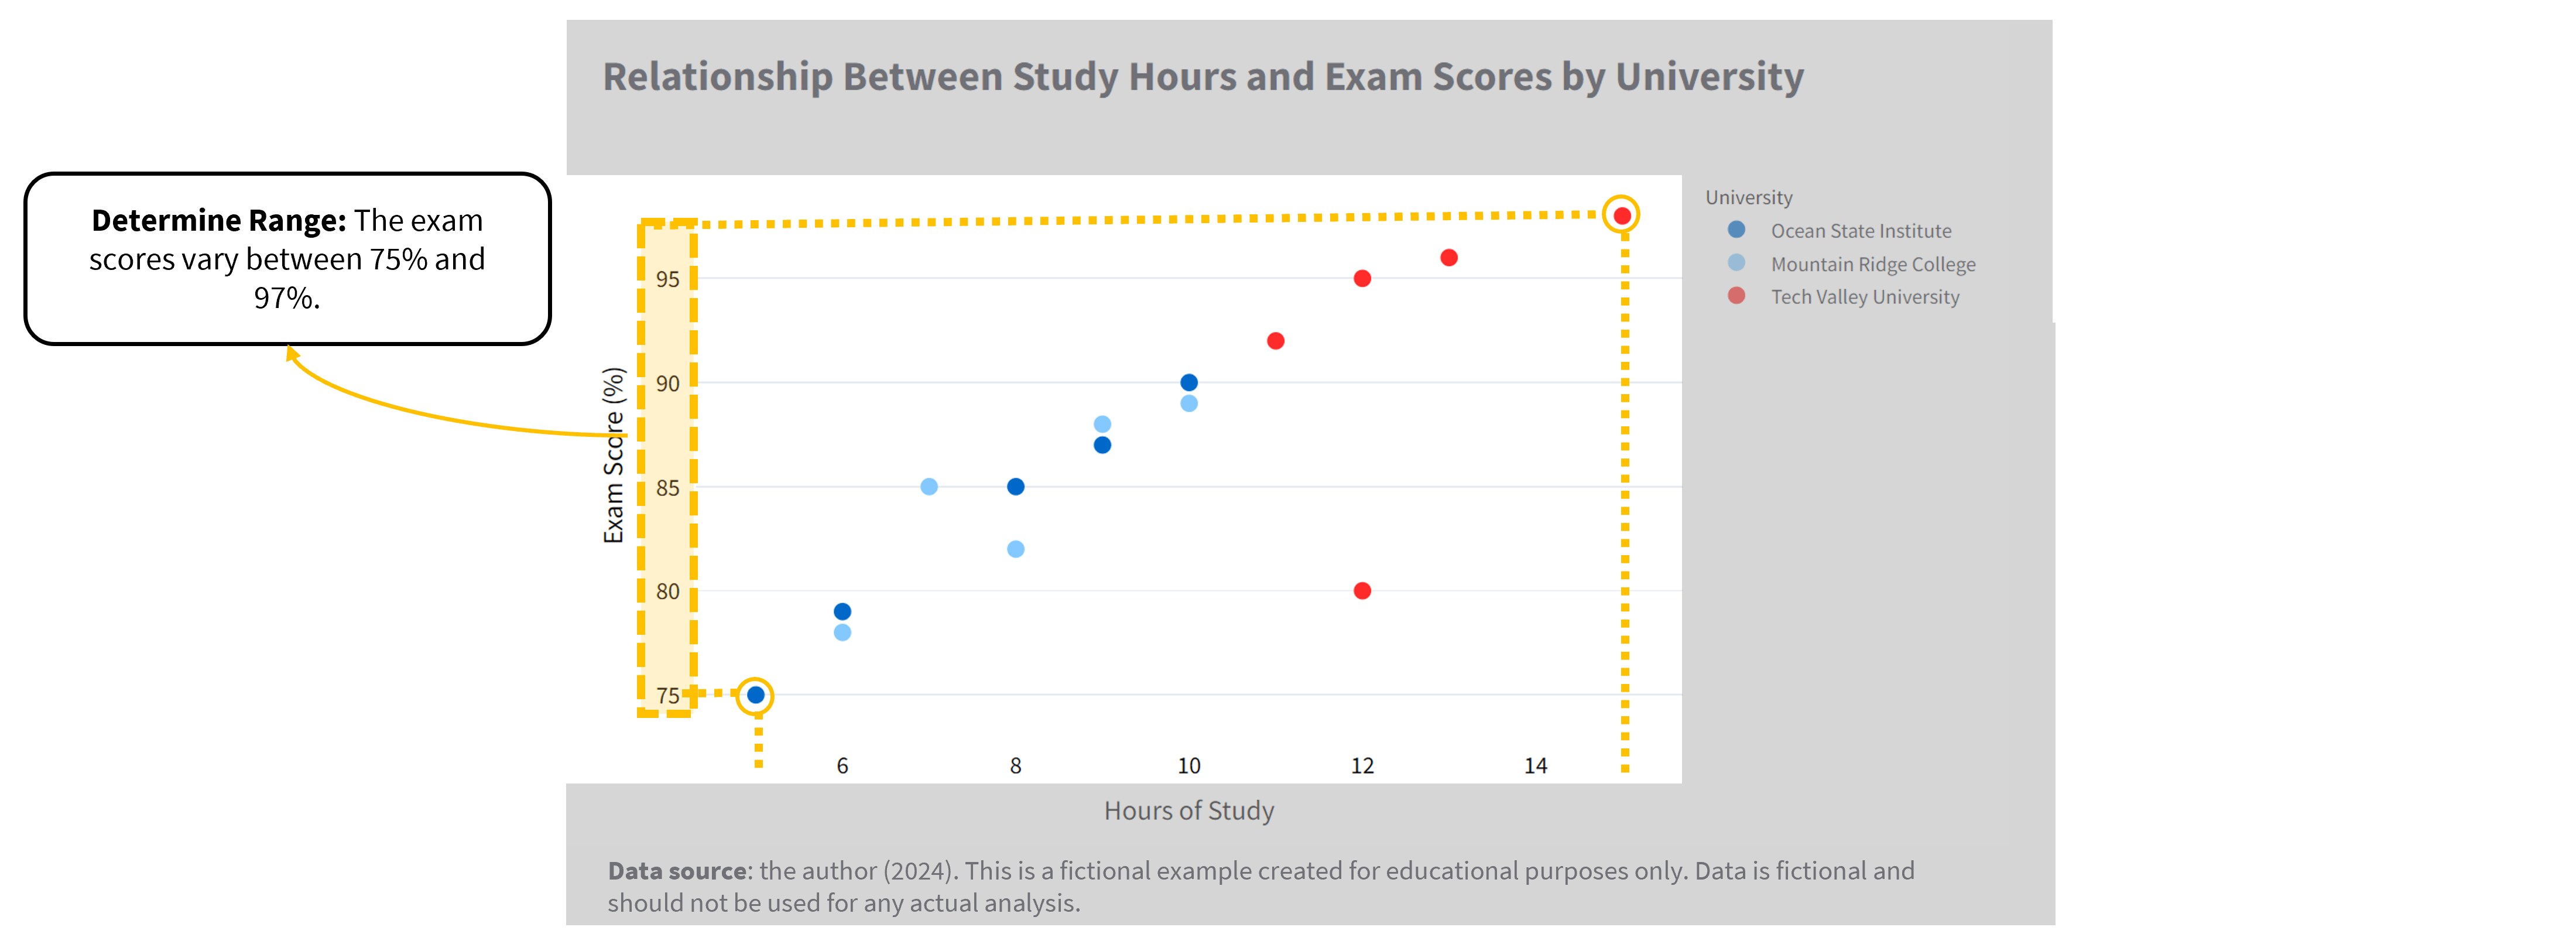 Relationship Between Study Hours and Exam Scores by University
Determine Range: The exam
scores vary between 75% and
97%.
University
Ocean State Institute
Mountain Ridge College
Tech Valley University
Exam Score (%)
95
90
85
80
75
6
8
10
12
14
Hours of Study
Data source: the author (2024). This is a fictional example created for educational purposes only. Data is fictional and
should not be used for any actual analysis.